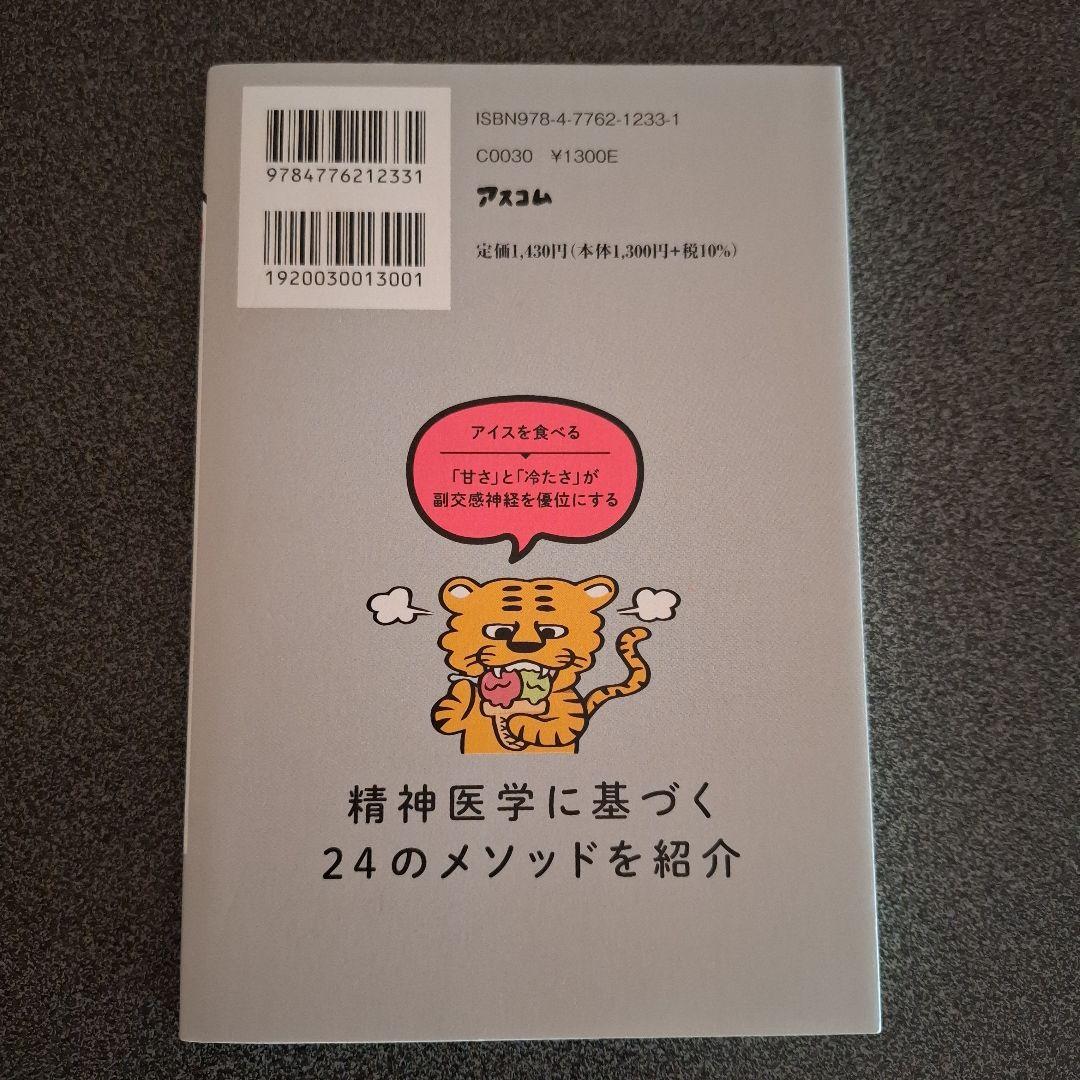 9784776212331
1920030013001
ISBN978-4-7762-1233-1
C0030 ¥1300E
アスコム
定価1,430円(本体1,300円+税10%)
アイスを食べる
「甘さ」と「冷たさ」が
副交感神経を優位にする
精神医学に基づく
24のメソッドを紹介